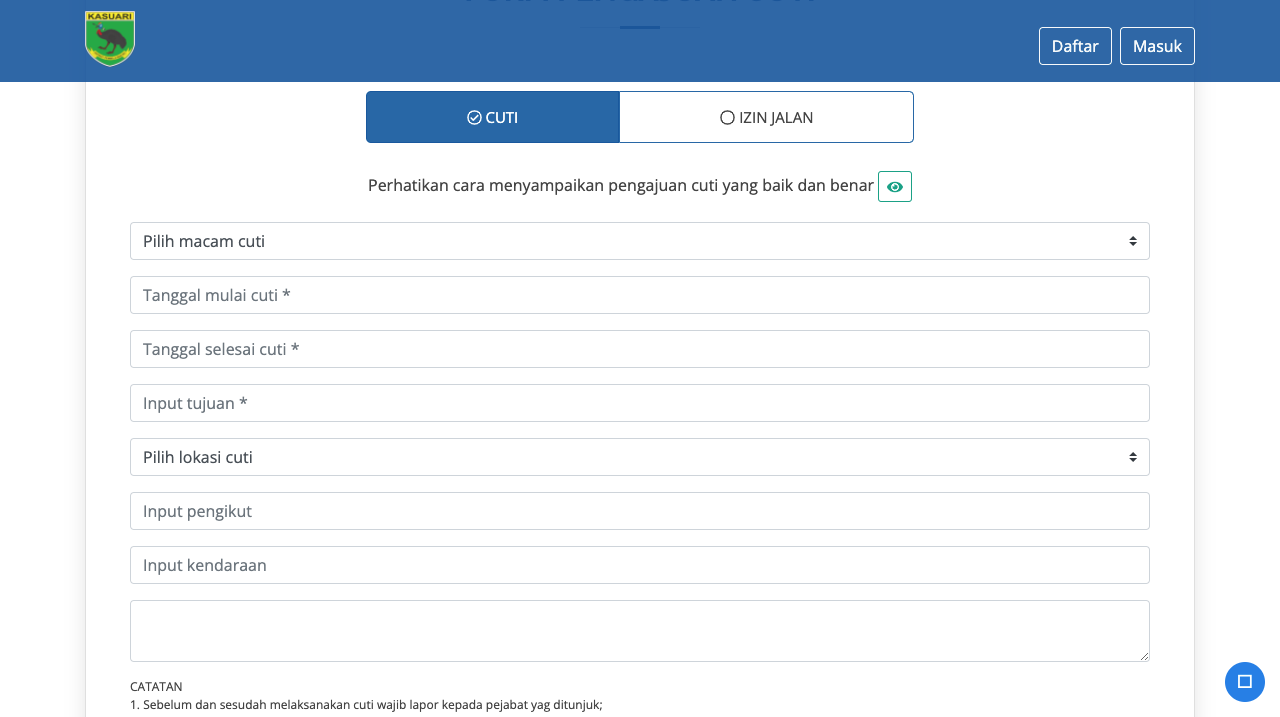 KASUARI
Daftar
Masuk
CUTI
IZIN JALAN
Perhatikan cara menyampaikan pengajuan cuti yang baik dan benar
Pilih macam cuti
Tanggal mulai cuti *
Tanggal selesai cuti *
Input tujuan *
Pilih lokasi cuti
Input pengikut
Input kendaraan
CATATAN
1. Sebelum dan sesudah melaksanakan cuti wajib lapor kepada pejabat yag ditunjuk;